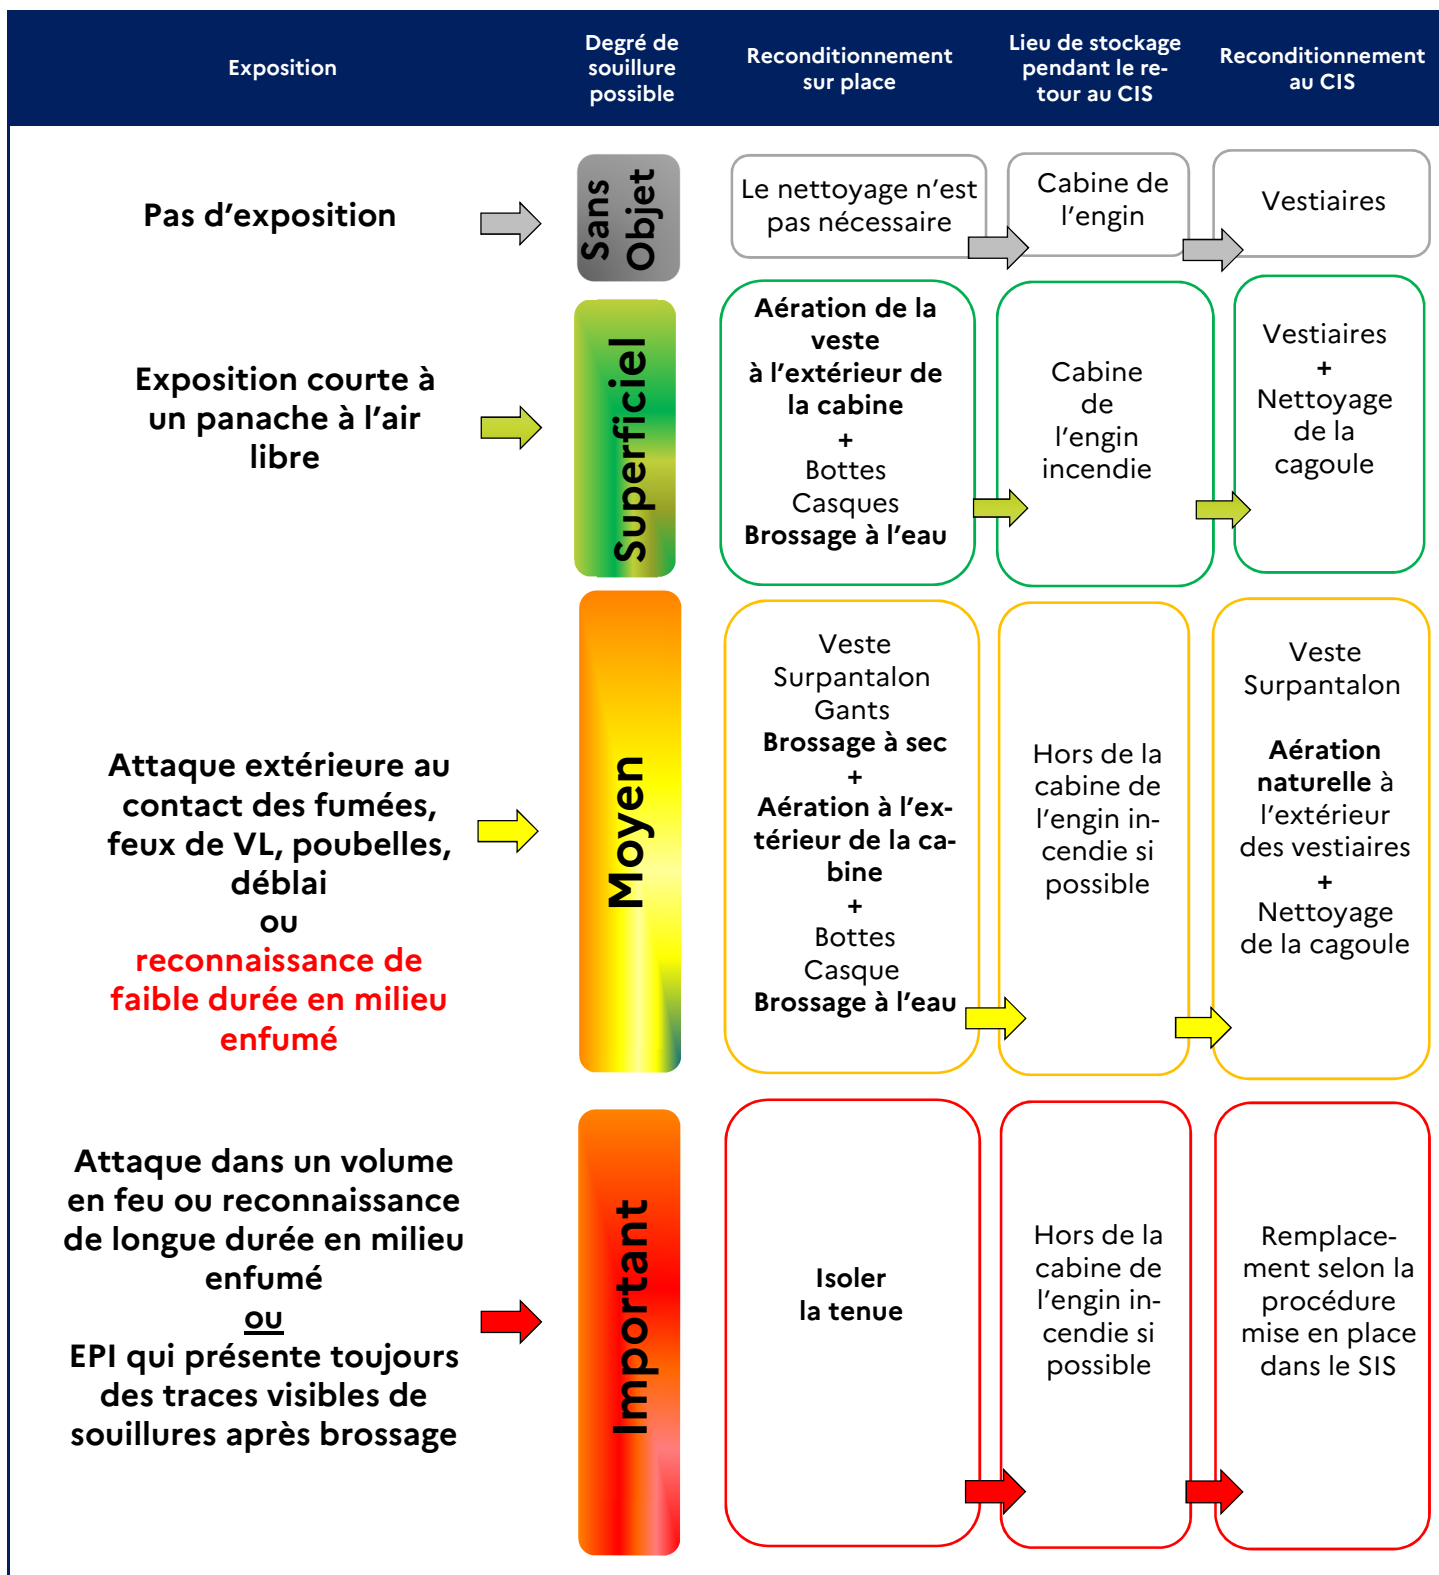 Exposition
Degré de
souillure
possible
Reconditionnement
sur place
Lieu de stockage
pendant le re-
tour au CIS
Reconditionnement
au CIS
Pas d'exposition
Sans
Objet
Le nettoyage n'est
pas nécessaire
Cabine de
l'engin
Vestiaires
Exposition courte à
un panache à l'air
libre
Superficiel
Aération de la
veste
à l'extérieur de
la cabine
+
Bottes
Casques
Brossage à l'eau
Cabine
de
l'engin
incendie
Vestiaires
+
Nettoyage
de la
cagoule
Attaque extérieure au
contact des fumées,
feux de VL, poubelles,
déblai
ou
reconnaissance de
faible durée en milieu
enfumé
Moyen
Veste
Surpantalon
Gants
Brossage à sec
+
Aération à l'ex-
térieur de la ca-
bine
+
Bottes
Casque
Brossage à l'eau
Hors de la
cabine de
l'engin in-
cendie si
possible
Veste
Surpantalon
Aération
naturelle à
l'extérieur
des vestiaires
+
Nettoyage
de la cagoule
Attaque dans un volume
en feu ou reconnaissance
de longue durée en milieu
enfumé
ou
EPI qui présente toujours
des traces visibles de
souillures après brossage
Important
Isoler
la tenue
Hors de la
cabine de
l'engin in-
cendie si
possible
Remplace-
ment selon la
procédure
mise en place
dans le SIS